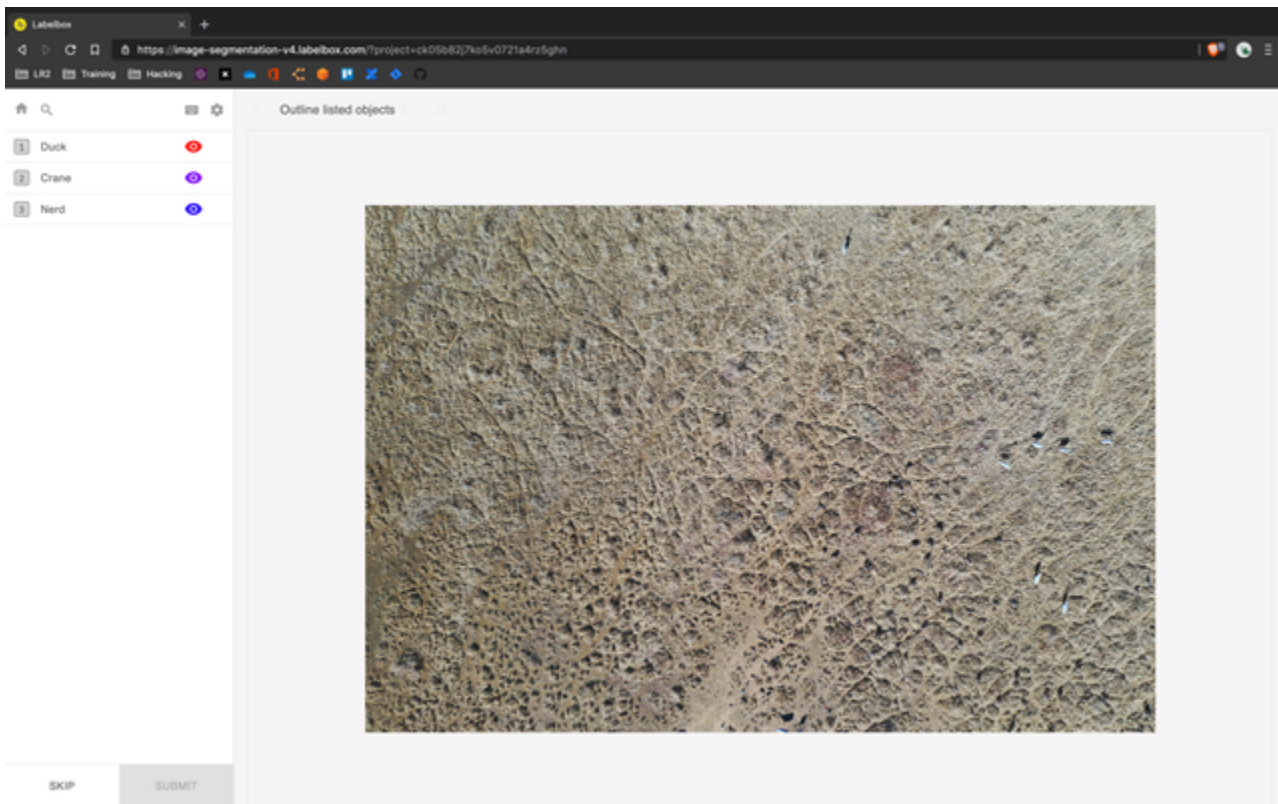 Labelbox
https://image-segmentation-v4.labelbox.com/?project=ck05b82j7ko5v0721a4rz5ghn
LR2 Training Hacking
Outline listed objects
1 Duck
2 Crane
3 Nerd
SKIP SUBMIT